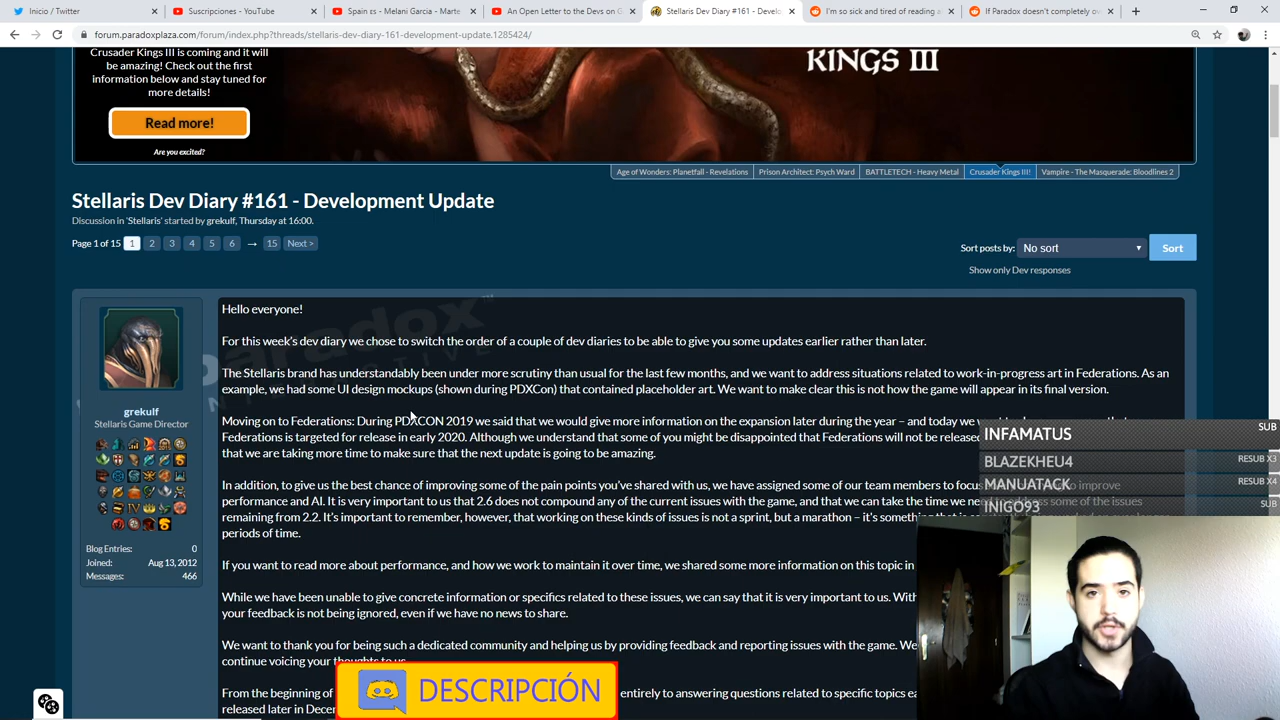 Inicio / Twitter
Suscripciones - YouTube
Spain cs - Melani Garcia - Marte
An Open Letter to the Devs on G
Stellaris Dev Diary #161 - Develo
I'm so sick and tired of reading a
If Paradox doesn't completely ov
forum.paradoxplaza.com/forum/index.php?threads/stellaris-dev-diary-161-development-update.1285424/
Crusader Kings III is coming and it will
be amazing! Check out the first
information below and stay tuned for
more details!
KINGS III
Read more!
Are you excited?
Age of Wonders: Planetfall - Revelations
Prison Architect: Psych Ward
BATTLETECH - Heavy Metal
Crusader Kings III!
Vampire - The Masquerade: Bloodlines 2
Stellaris Dev Diary #161 - Development Update
Discussion in 'Stellaris' started by grekulf, Thursday at 16:00.
Page 1 of 15 1 2 3 4 5 6 → 15 Next >
Sort posts by: No sort Sort
Show only Dev responses
grekulf
Stellaris Game Director
Blog Entries: 0
Joined: Aug 13, 2012
Messages: 466
Hello everyone!
For this week's dev diary we chose to switch the order of a couple of dev diaries to be able to give you some updates earlier rather than later.
The Stellaris brand has understandably been under more scrutiny than usual for the last few months, and we want to address situations related to work-in-progress art in Federations. As an
example, we had some UI design mockups (shown during PDXCon) that contained placeholder art. We want to make clear this is not how the game will appear in its final version.
Moving on to Federations: During PDXCON 2019 we said that we would give more information on the expansion later during the year – and today we
Federations is targeted for release in early 2020. Although we understand that some of you might be disappointed that Federations will not be released
that we are taking more time to make sure that the next update is going to be amazing.
In addition, to give us the best chance of improving some of the pain points you've shared with us, we have assigned some of our team members to focus to improve
performance and AI. It is very important to us that 2.6 does not compound any of the current issues with the game, and that we can take the time we need to address some of the issues
remaining from 2.2. It's important to remember, however, that working on these kinds of issues is not a sprint, but a marathon – it's something that is
periods of time.
If you want to read more about performance, and how we work to maintain it over time, we shared some more information on this topic in
While we have been unable to give concrete information or specifics related to these issues, we can say that it is very important to us. With
your feedback is not being ignored, even if we have no news to share.
We want to thank you for being such a dedicated community and helping us by providing feedback and reporting issues with the game. We
continue voicing your thoughts to us.
From the beginning of entirely to answering questions related to specific topics
released later in
INFAMATUS SUB
BLAZEKHEU4 RESUB X3
MANUATACK RESUB X4
INIGO93 SUB
DESCRIPCIÓN